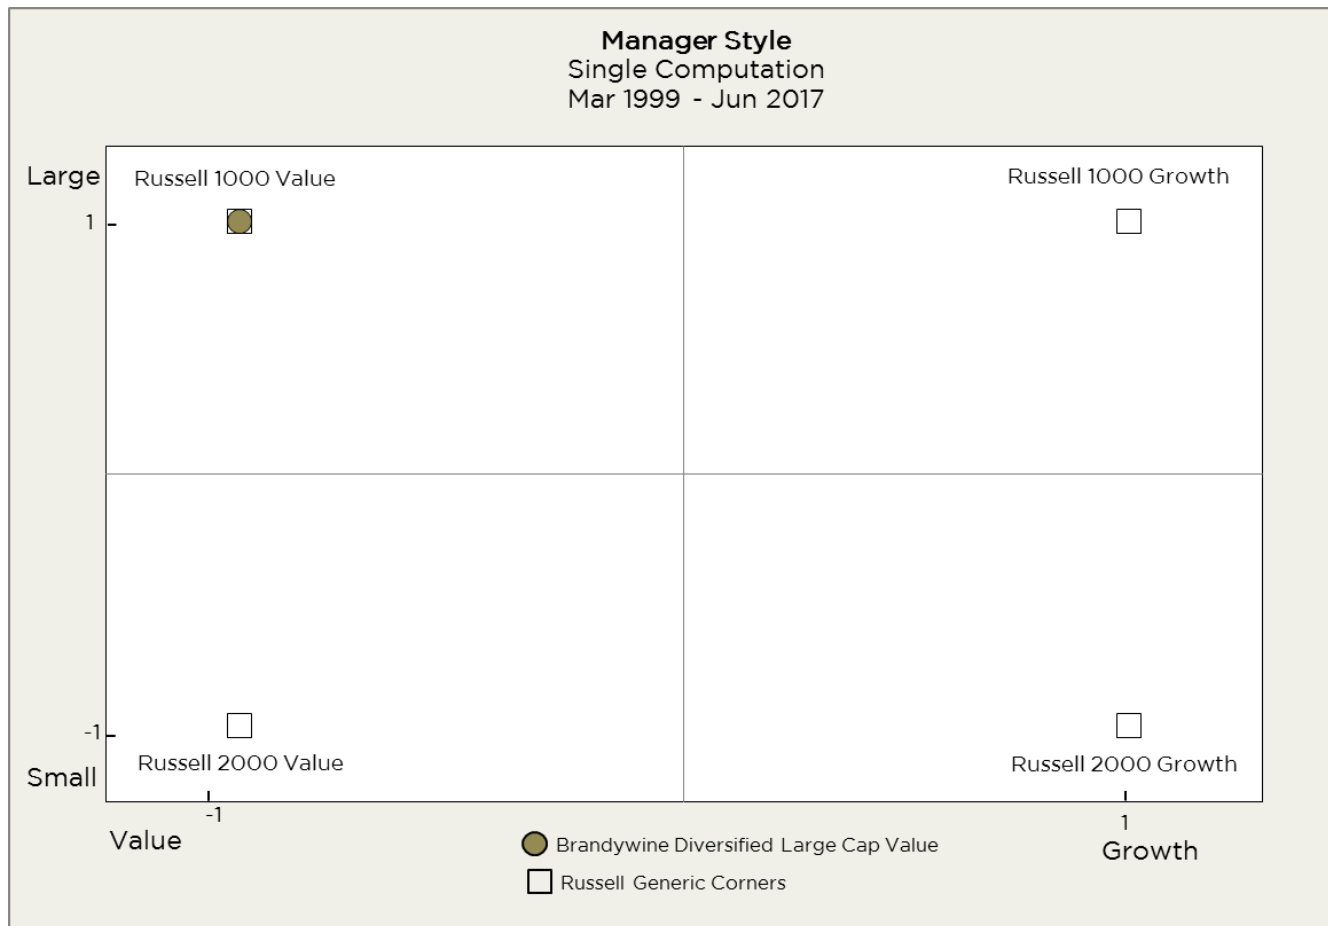 Manager Style
Single Computation
Mar 1999 - Jun 2017
Large
Russell 1000 Value
Russell 1000 Growth
1
-1
Russell 2000 Value
Russell 2000 Growth
Small
-1
1
Value
Growth
Brandywine Diversified Large Cap Value
Russell Generic Corners